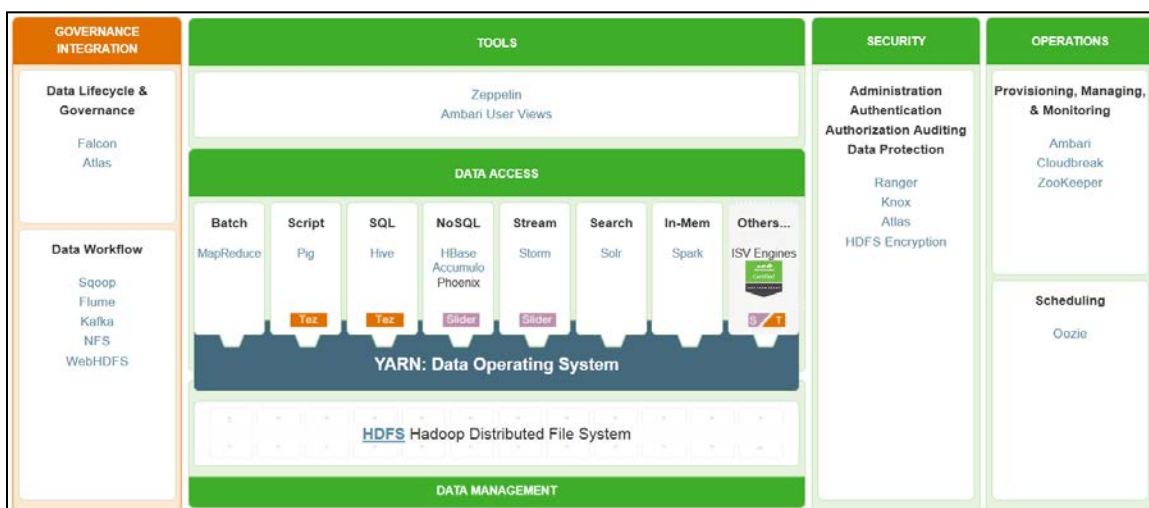 GOVERNANCE
INTEGRATION
Data Lifecycle &
Governance
Falcon
Atlas
Data Workflow
Sqoop
Flume
Kafka
NFS
WebHDFS
TOOLS
Zeppelin
Ambari User Views
DATA ACCESS
Batch
MapReduce
Script
Pig
Tez
SQL
Hive
Tez
NoSQL
HBase
Accumulo
Phoenix
Slider
Stream
Storm
Slider
Search
Solr
In-Mem
Spark
Others...
ISV Engines
Certified
S T
YARN: Data Operating System
HDFS Hadoop Distributed File System
DATA MANAGEMENT
SECURITY
Administration
Authentication
Authorization Auditing
Data Protection
Ranger
Knox
Atlas
HDFS Encryption
OPERATIONS
Provisioning, Managing,
& Monitoring
Ambari
Cloudbreak
ZooKeeper
Scheduling
Oozie